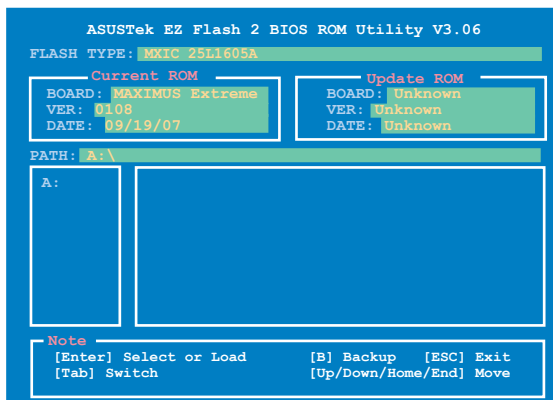 ASUSTek EZ Flash 2 BIOS ROM Utility V3.06
FLASH TYPE: MXIC 25L1605A
Current ROM
BOARD: MAXIMUS Extreme
VER: 0108
DATE: 09/19/07
Update ROM
BOARD: Unknown
VER: Unknown
DATE: Unknown
PATH: A:\
A:
Note
[Enter] Select or Load [B] Backup [ESC] Exit
[Tab] Switch [Up/Down/Home/End] Move